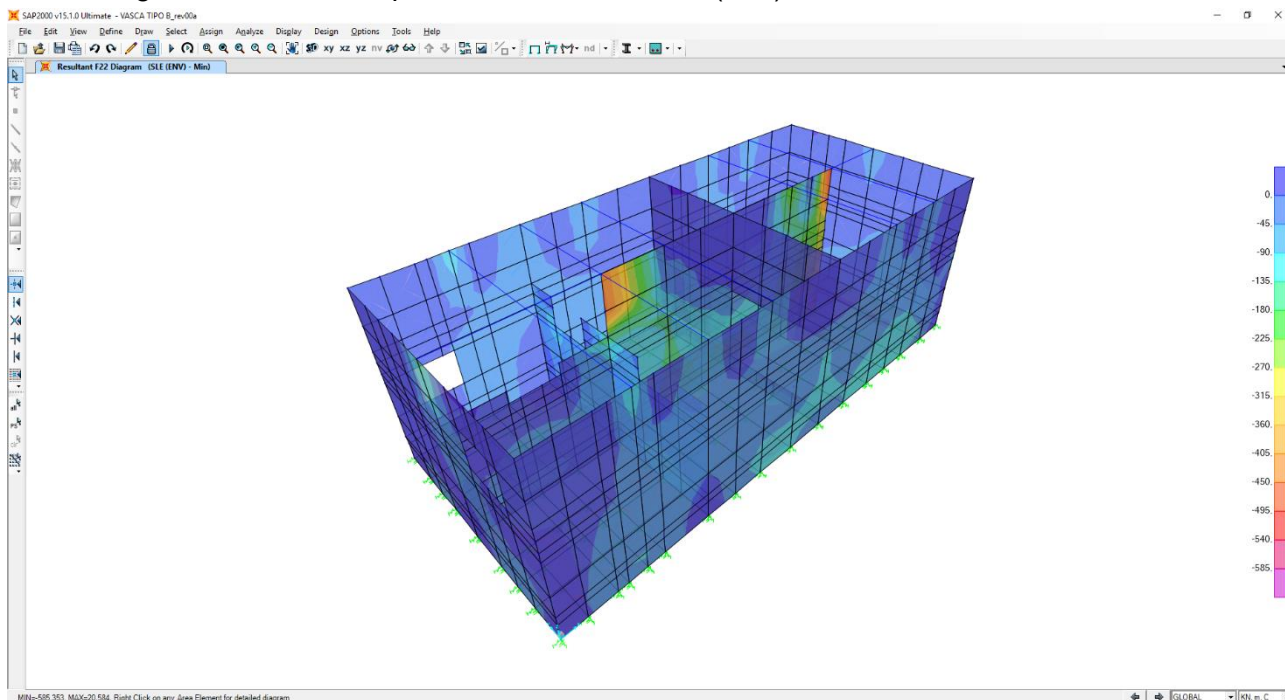 SAP2000 v15.1.0 Ultimate - VASCA TIPO B_rev00a
File Edit View Define Draw Select Assign Analyze Display Design Options Tools Help
xy xz yz nv nd
Resultant F22 Diagram (SLE (ENV) - Min)
0.
-45.
-90.
-135.
-180.
-225.
-270.
-315.
-360.
-405.
-450.
-495.
-540.
-585.
MIN=-585.353, MAX=20.584, Right Click on any Area Element for detailed diagram
GLOBAL KN, m, C